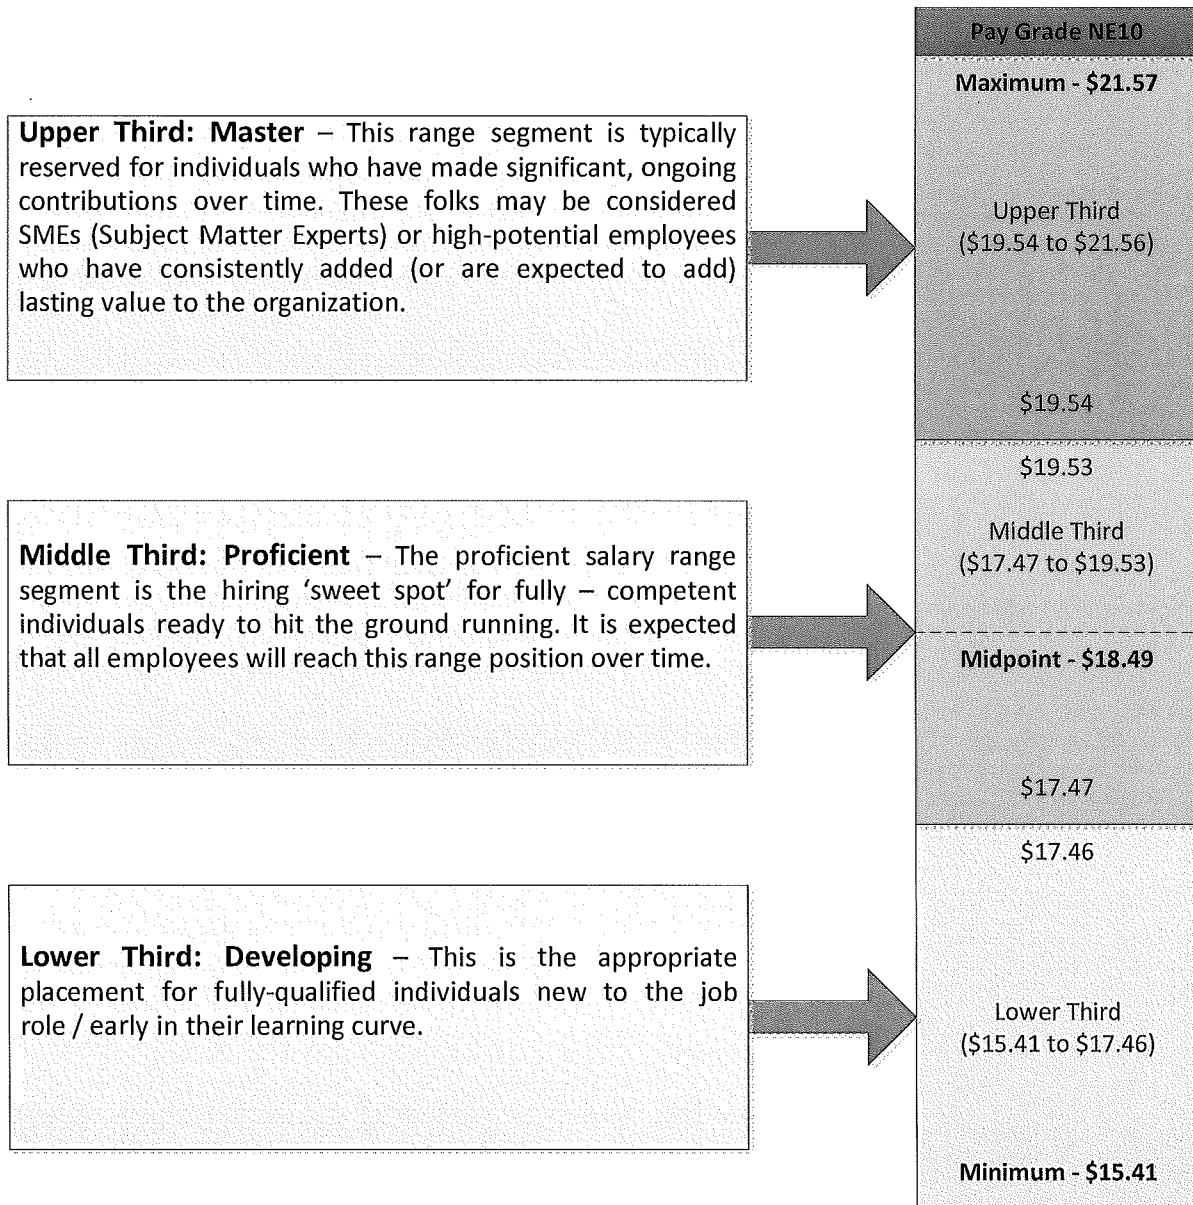 Pay Grade NE10
Maximum - $21.57
Upper Third: Master – This range segment is typically
reserved for individuals who have made significant, ongoing
contributions over time. These folks may be considered
SMEs (Subject Matter Experts) or high-potential employees
who have consistently added (or are expected to add)
lasting value to the organization.
Upper Third
($19.54 to $21.56)
$19.54
$19.53
Middle Third
($17.47 to $19.53)
Middle Third: Proficient – The proficient salary range
segment is the hiring ‘sweet spot’ for fully – competent
individuals ready to hit the ground running. It is expected
that all employees will reach this range position over time.
Midpoint - $18.49
$17.47
$17.46
Lower Third: Developing – This is the appropriate
placement for fully-qualified individuals new to the job
role / early in their learning curve.
Lower Third
($15.41 to $17.46)
Minimum - $15.41